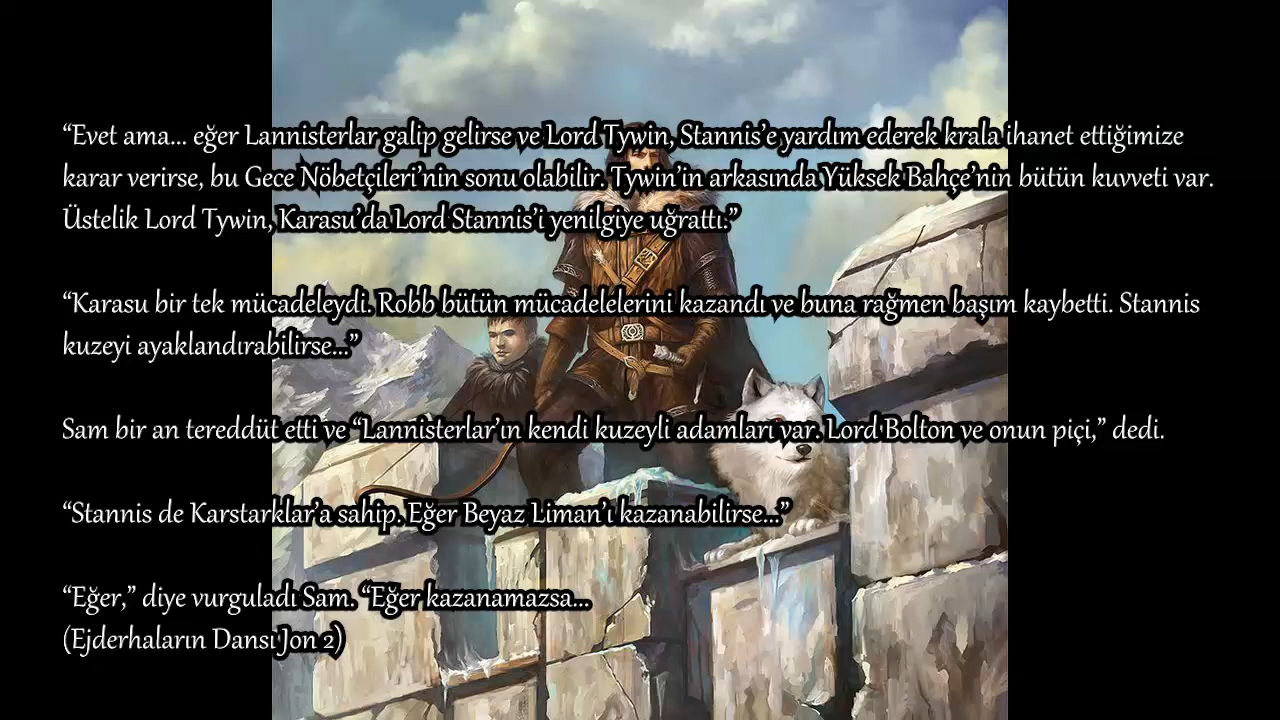 “Evet ama... eğer Lannisterlar galip gelirse ve Lord Tywin, Stannis’e yardım ederek krala ihanet ettiğimize
karar verirse, bu Gece Nöbetçileri’nin sonu olabilir. Tywin’in arkasında Yüksek Bahçe’nin bütün kuvveti var.
Üstelik Lord Tywın, Karasu’da Lord Stannis’i yenilgiye uğrattı.”
“Karasu bir tek mücadeleydi. Robb bütün mücadelelerini kazandı ve buna rağmen başım kaybetti. Stannis
kuzeyi ayaklandırabilirse...”
Sam bir an tereddüt etti ve “Lannisterlar’ın kendi kuzeyli adamları var. Lord Bolton ve onun piçi,” dedi.
“Stannis de Karstarklar’a sahip. Eğer Beyaz Liman’ı kazanabilirse...”
“Eğer,” diye vurguladı Sam. “Eğer kazanamazsa...
(Ejderhaların Dansı Jon 2)